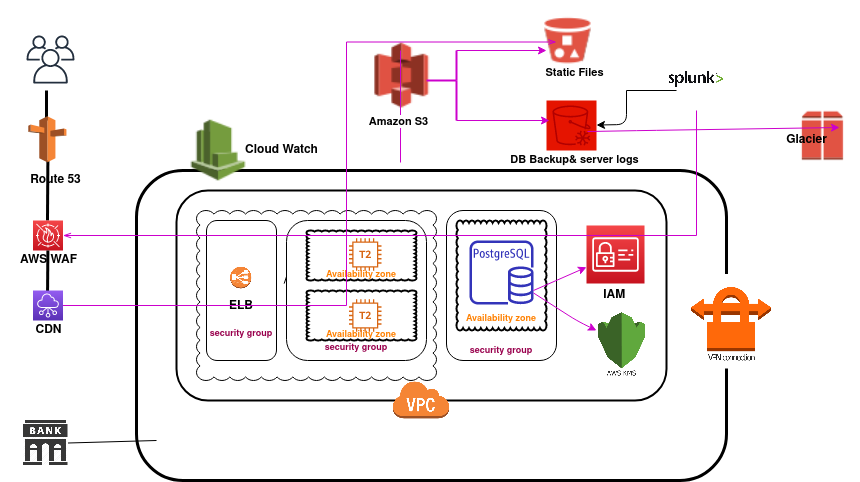 Static Files
splunk>
Amazon S3
Glacier
Cloud Watch
DB Backup& server logs
Route 53
AWS WAF
T2
Availability zone
PostgreSQL
IAM
ELB
CDN
T2
Availability zone
Availability zone
security group
security group
security group
VPN connection
AWS KMS
VPC
BANK